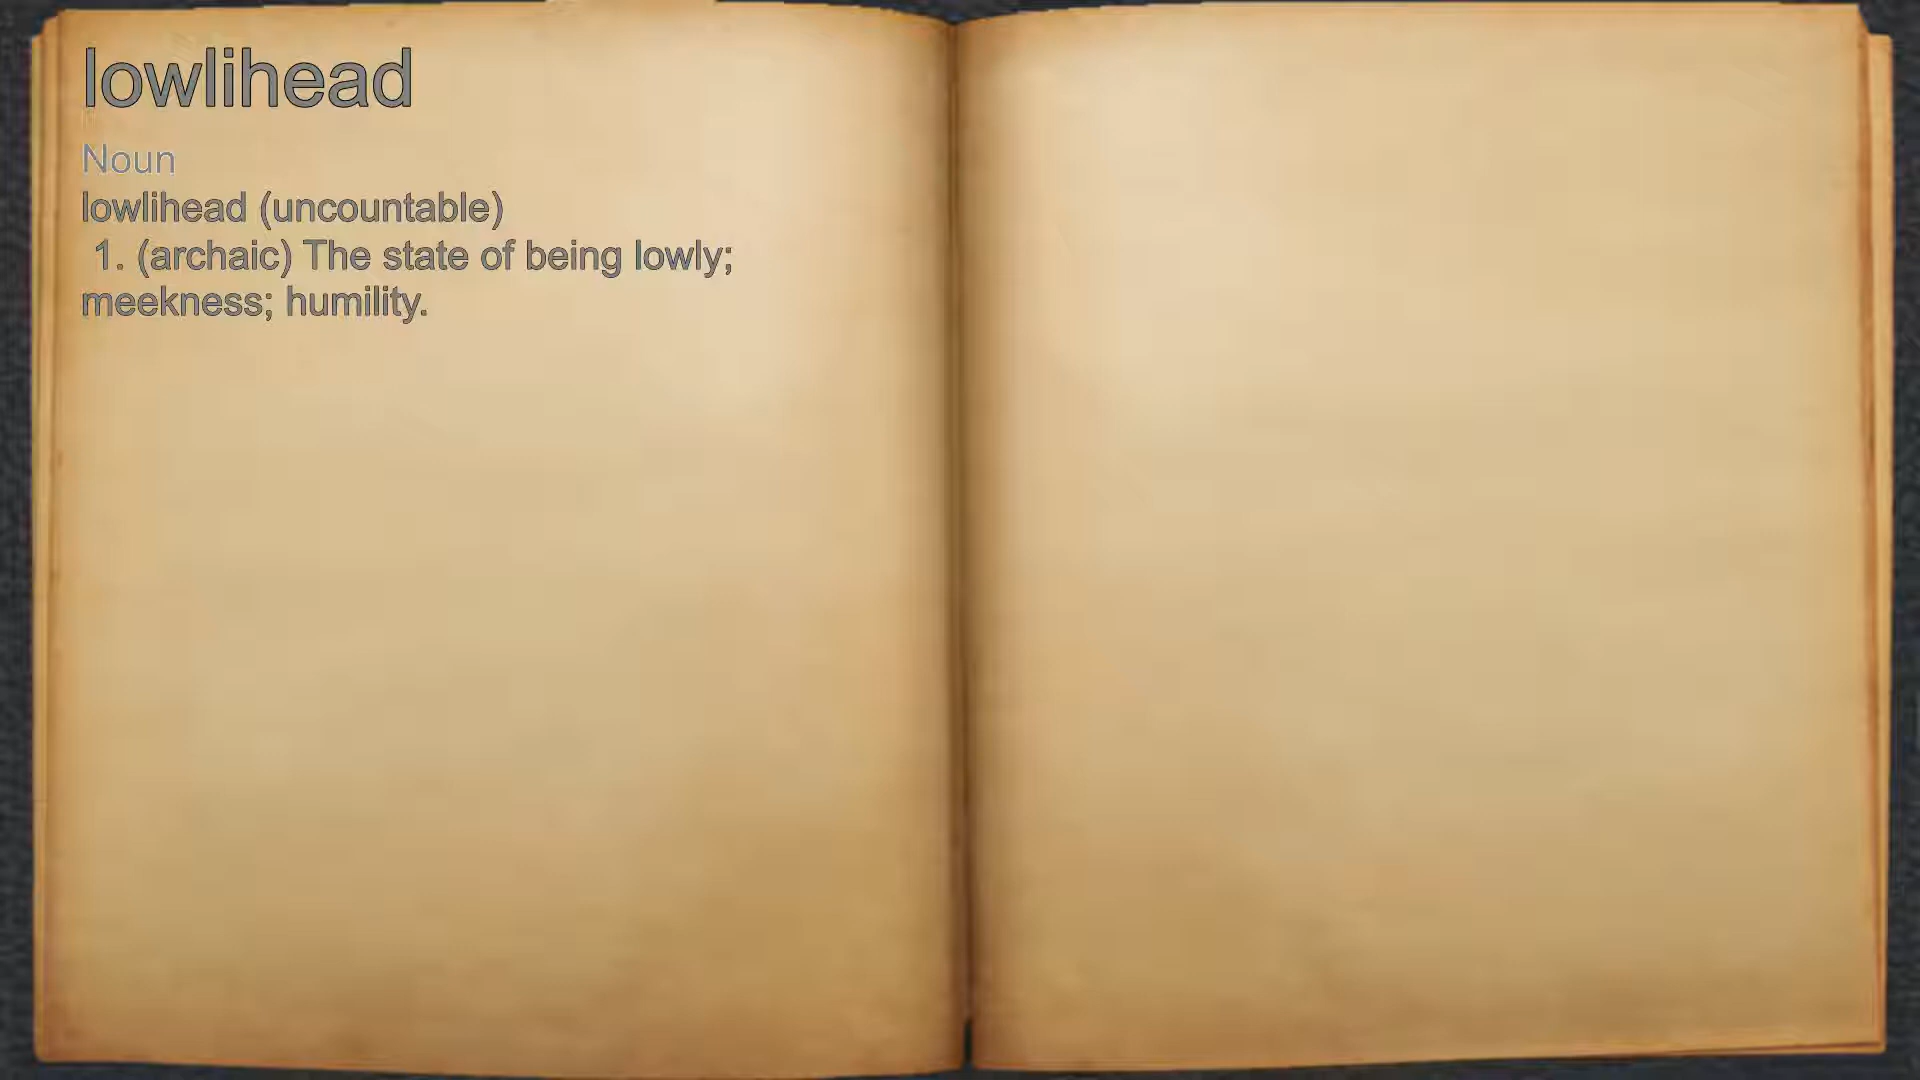 lowlihead
Noun
lowlihead (uncountable)
1. (archaic) The state of being lowly;
meekness; humility.